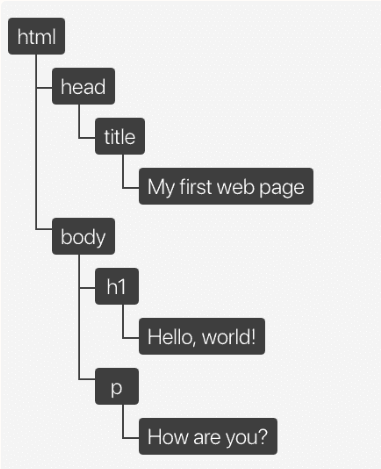 html
head
title
My first web page
body
h1
Hello, world!
p
How are you?